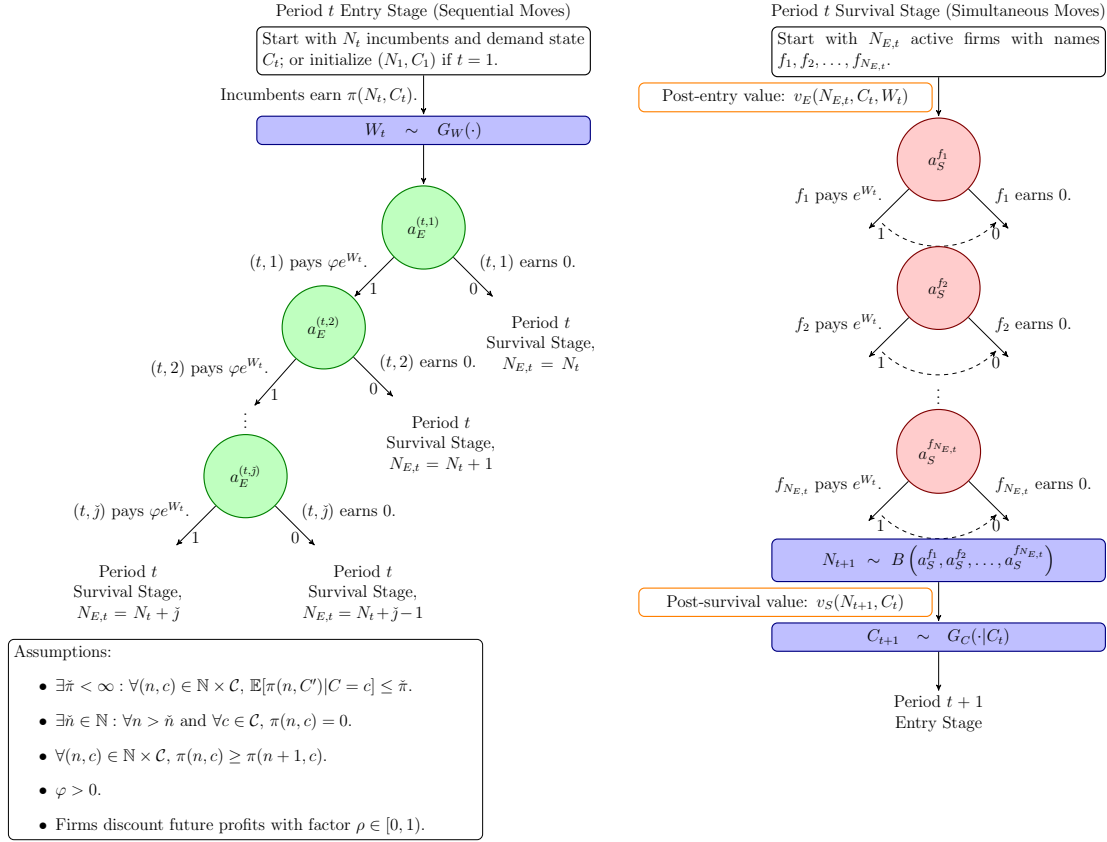 Period t Entry Stage (Sequential Moves)
Start with N_t incumbents and demand state
C_t; or initialize (N_1, C_1) if t = 1.
Incumbents earn π(N_t, C_t).
W_t ∼ G_W(·)
a_E^{(t,1)}
(t, 1) pays φe^{W_t}.
(t, 1) earns 0.
1
0
a_E^{(t,2)}
Period t
Survival Stage,
N_{E,t} = N_t
(t, 2) pays φe^{W_t}.
(t, 2) earns 0.
1
0
⋮
Period t
Survival Stage,
N_{E,t} = N_t + 1
a_E^{(t,ǰ)}
(t, ǰ) pays φe^{W_t}.
(t, ǰ) earns 0.
1
0
Period t
Survival Stage,
N_{E,t} = N_t + ǰ
Period t
Survival Stage,
N_{E,t} = N_t + ǰ − 1
Assumptions:
• ∃π̌ < ∞ : ∀(n, c) ∈ ℕ × 𝒞, 𝔼[π(n, C′)|C = c] ≤ π̌.
• ∃ň ∈ ℕ : ∀n > ň and ∀c ∈ 𝒞, π(n, c) = 0.
• ∀(n, c) ∈ ℕ × 𝒞, π(n, c) ≥ π(n + 1, c).
• φ > 0.
• Firms discount future profits with factor ρ ∈ [0, 1).
Period t Survival Stage (Simultaneous Moves)
Start with N_{E,t} active firms with names
f_1, f_2, . . . , f_{N_{E,t}}.
Post-entry value: v_E(N_{E,t}, C_t, W_t)
a_S^{f_1}
f_1 pays e^{W_t}.
f_1 earns 0.
1
0
a_S^{f_2}
f_2 pays e^{W_t}.
f_2 earns 0.
1
0
⋮
a_S^{f_{N_{E,t}}}
f_{N_{E,t}} pays e^{W_t}.
f_{N_{E,t}} earns 0.
1
0
N_{t+1} ∼ B(a_S^{f_1}, a_S^{f_2}, . . . , a_S^{f_{N_{E,t}}})
Post-survival value: v_S(N_{t+1}, C_t)
C_{t+1} ∼ G_C(·|C_t)
Period t + 1
Entry Stage